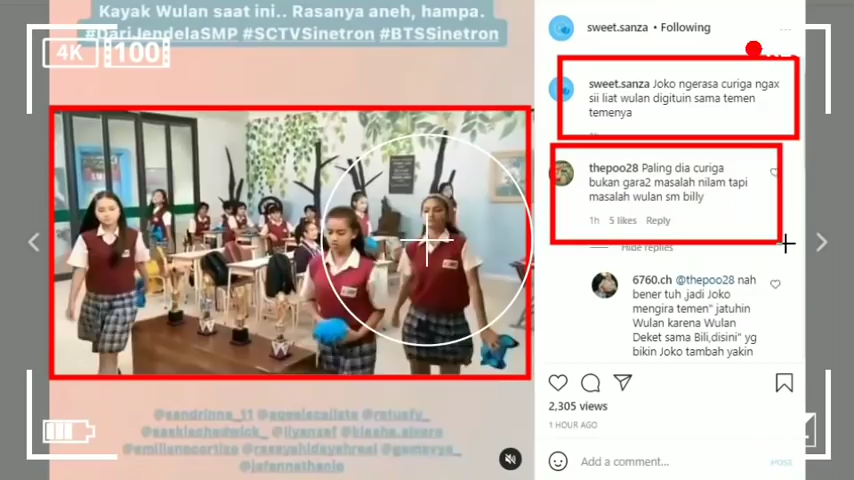 Kayak Wulan saat ini.. Rasanya aneh, hampa.
#DariJendelaSMP #SCTVSinetron #BTSSinetron
4K 100
sweet.sanza • Following
sweet.sanza Joko ngerasa curiga ngax
sii liat wulan digituin sama temen
temenya
thepoo28 Paling dia curiga
bukan gara2 masalah nilam tapi
masalah wulan sm billy
1h 5 likes Reply
Hide replies
6760.ch @thepoo28 nah
bener tuh ,jadi Joko
mengira temen" jatuhin
Wulan karena Wulan
Deket sama Bili,disini" yg
bikin Joko tambah yakin
2,305 views
1 HOUR AGO
Add a comment... POST
@sandrinna_11